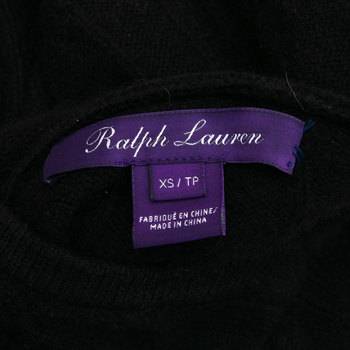 Ralph Lauren
XS / TP
FABRIQUÉ EN CHINE/
MADE IN CHINA